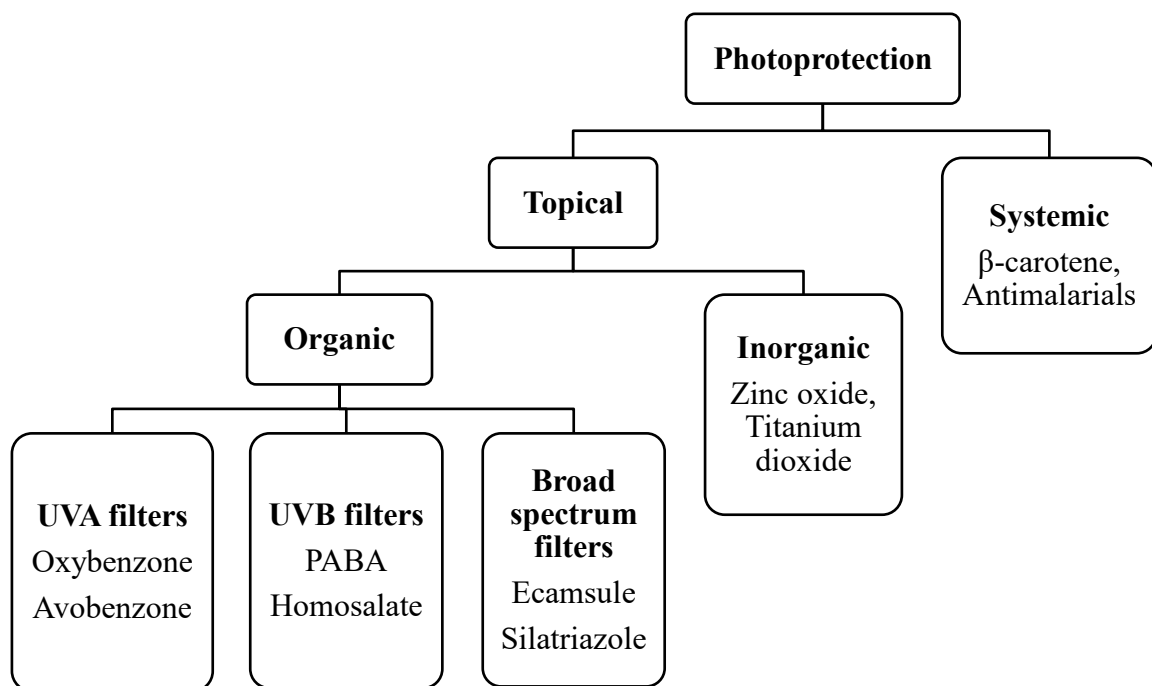 Photoprotection
Topical
Systemic
β-carotene,
Antimalarials
Organic
Inorganic
Zinc oxide,
Titanium
dioxide
UVA filters
Oxybenzone
Avobenzone
UVB filters
PABA
Homosalate
Broad
spectrum
filters
Ecamsule
Silatriazole